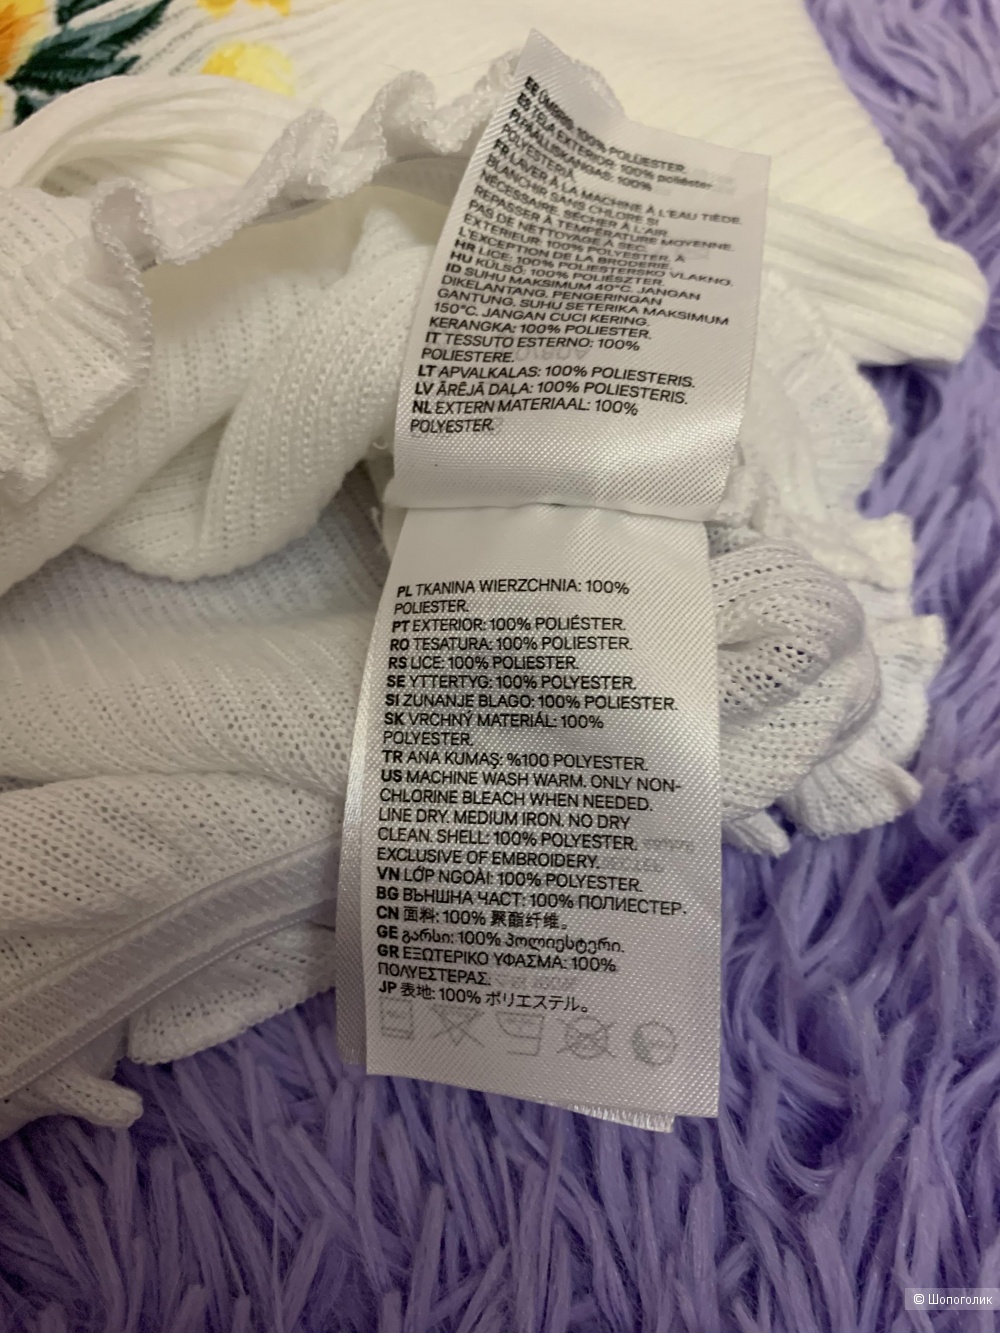 EE ÜMBRIS: 100% POLÜESTER.
ES TELA EXTERIOR: 100% poliéster.
FI PÄÄLLISKANGAS: 100%
POLYESTERIÄ.
FR LAVER À LA MACHINE À L'EAU TIÈDE.
BLANCHIR SANS CHLORE SI
NÉCESSAIRE. SÉCHER À L'AIR.
REPASSER À TEMPÉRATURE MOYENNE.
PAS DE NETTOYAGE À SEC.
EXTÉRIEUR: 100% POLYESTER. À
L'EXCEPTION DE LA BRODERIE.
HR LICE: 100% POLIESTERSKO VLAKNO.
HU KÜLSŐ: 100% POLIÉSZTER.
ID SUHU MAKSIMUM 40°C. JANGAN
DIKELANTANG. PENGERINGAN
GANTUNG. SUHU SETERIKA MAKSIMUM
150°C. JANGAN CUCI KERING.
KERANGKA: 100% POLIESTER.
IT TESSUTO ESTERNO: 100%
POLIESTERE.
LT APVALKALAS: 100% POLIESTERIS.
LV ĀRĒJĀ DAĻA: 100% POLIESTERIS.
NL EXTERN MATERIAAL: 100%
POLYESTER.
PL TKANINA WIERZCHNIA: 100%
POLIESTER.
PT EXTERIOR: 100% POLIÉSTER.
RO TESATURA: 100% POLIESTER.
RS LICE: 100% POLIESTER.
SE YTTERTYG: 100% POLYESTER.
SI ZUNANJE BLAGO: 100% POLIESTER.
SK VRCHNÝ MATERIÁL: 100%
POLYESTER.
TR ANA KUMAŞ: %100 POLYESTER.
US MACHINE WASH WARM. ONLY NON-
CHLORINE BLEACH WHEN NEEDED.
LINE DRY. MEDIUM IRON. NO DRY
CLEAN. SHELL: 100% POLYESTER.
EXCLUSIVE OF EMBROIDERY.
VN LỚP NGOÀI: 100% POLYESTER.
BG ВЪНШНА ЧАСТ: 100% ПОЛИЕСТЕР.
CN 面料: 100% 聚酯纤维。
GE გარსი: 100% პოლიესტერი.
GR ΕΞΩΤΕΡΙΚΟ ΥΦΑΣΜΑ: 100%
ΠΟΛΥΕΣΤΕΡΑΣ.
JP 表地: 100% ポリエステル。
© Шопоголик